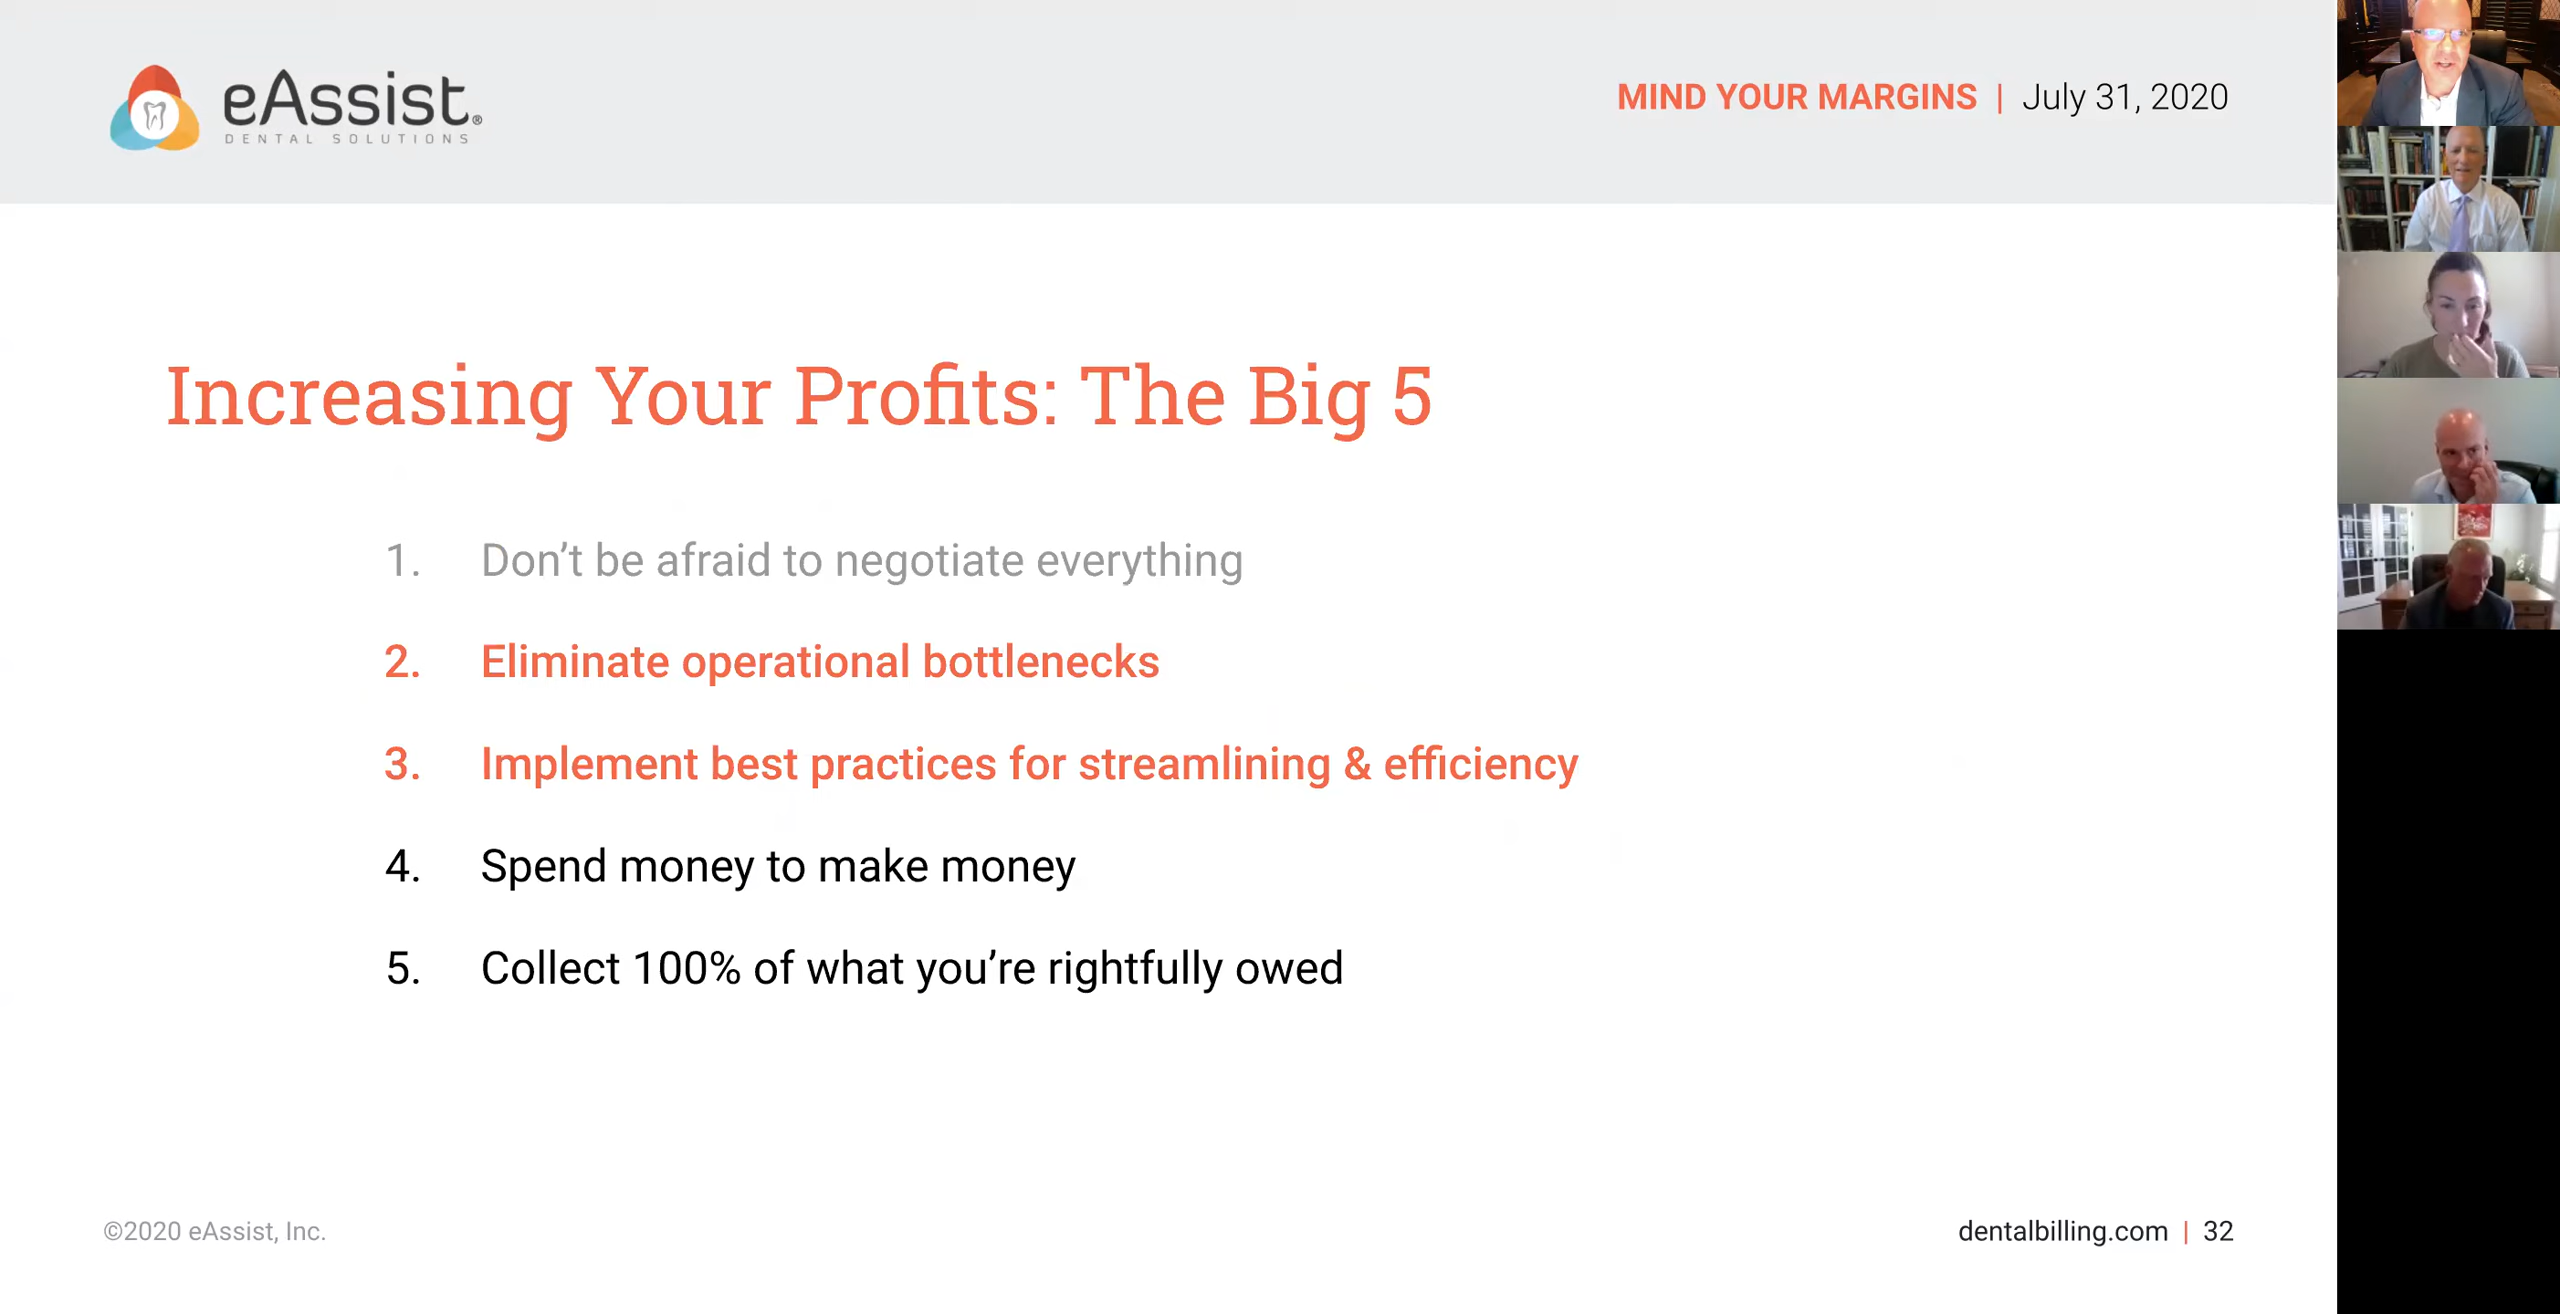 eAssist®
DENTAL SOLUTIONS
MIND YOUR MARGINS | July 31, 2020
Increasing Your Profits: The Big 5
1. Don’t be afraid to negotiate everything
2. Eliminate operational bottlenecks
3. Implement best practices for streamlining & efficiency
4. Spend money to make money
5. Collect 100% of what you’re rightfully owed
©2020 eAssist, Inc.
dentalbilling.com | 32